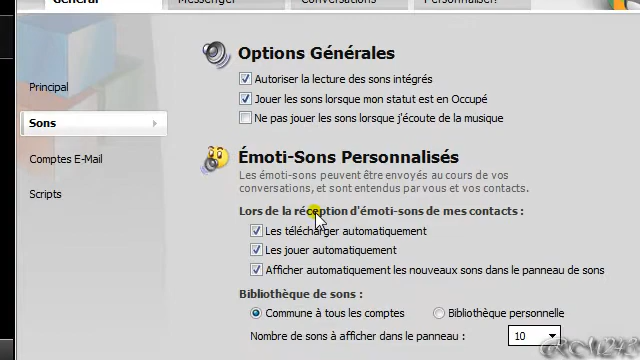 Général
Messenger
Conversations
Personnaliser!
Options Générales
Autoriser la lecture des sons intégrés
Principal
Jouer les sons lorsque mon statut est en Occupé
Ne pas jouer les sons lorsque j'écoute de la musique
Sons
Émoti-Sons Personnalisés
Comptes E-Mail
Les émoti-sons peuvent être envoyés au cours de vos
conversations, et sont entendus par vous et vos contacts.
Scripts
Lors de la réception d'émoti-sons de mes contacts :
Les télécharger automatiquement
Les jouer automatiquement
Afficher automatiquement les nouveaux sons dans le panneau de sons
Bibliothèque de sons :
Commune à tous les comptes
Bibliothèque personnelle
Nombre de sons à afficher dans le panneau :
10